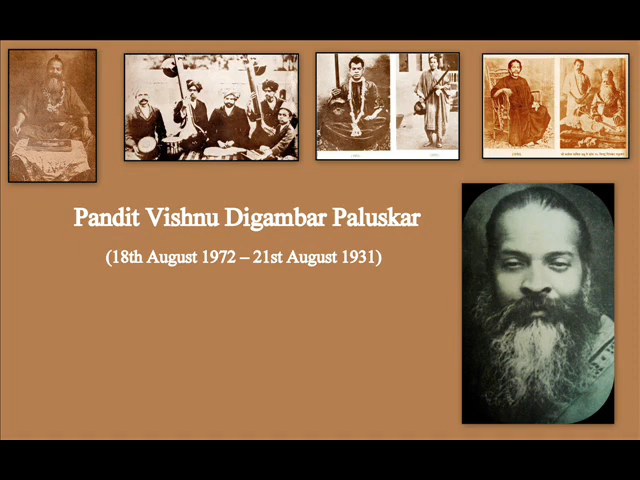 Pandit Vishnu Digambar Paluskar
(18th August 1972 – 21st August 1931)